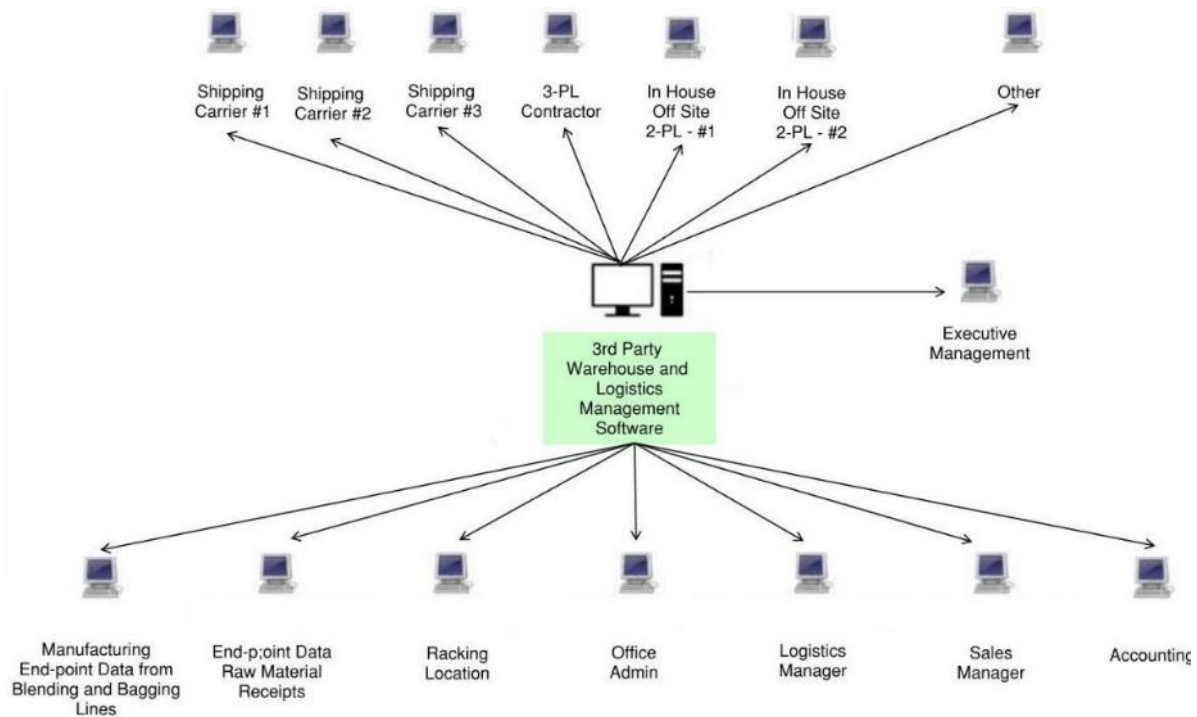 Shipping
Carrier #1
Shipping
Carrier #2
Shipping
Carrier #3
3-PL
Contractor
In House
Off Site
2-PL - #1
In House
Off Site
2-PL - #2
Other
Executive
Management
3rd Party
Warehouse and
Logistics
Management
Software
Manufacturing
End-point Data from
Blending and Bagging
Lines
End-p;oint Data
Raw Material
Receipts
Racking
Location
Office
Admin
Logistics
Manager
Sales
Manager
Accounting